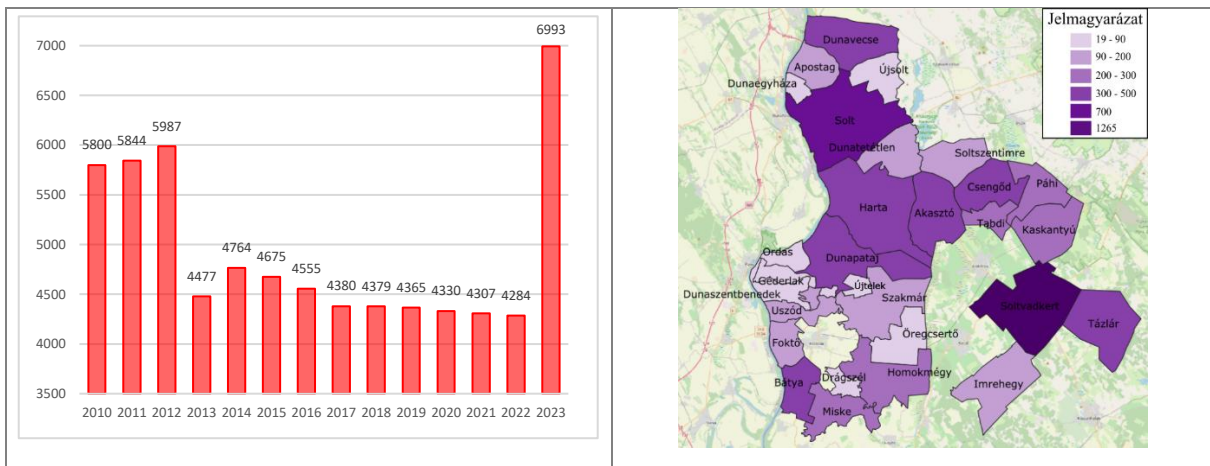 7000
6500
6000
5500
5000
4500
4000
3500
5800
5844
5987
4477
4764
4675
4555
4380
4379
4365
4330
4307
4284
6993
2010 2011 2012 2013 2014 2015 2016 2017 2018 2019 2020 2021 2022 2023
Jelmagyarázat
19 - 90
90 - 200
200 - 300
300 - 500
700
1265
Dunavecse
Apostag
Újsolt
Dunaegyháza
Solt
Dunatetétlen
Soltszentimre
Csengőd
Páhi
Harta
Akasztó
Tabdi
Kaskantyú
Ordas
Dunapataj
Géderlak
Újtelek
Dunaszentbenedek
Szakmár
Soltvadkert
Tázlár
Uszód
Öregcsertő
Foktő
Bátya
Drágszél
Homokmégy
Imrehegy
Miske